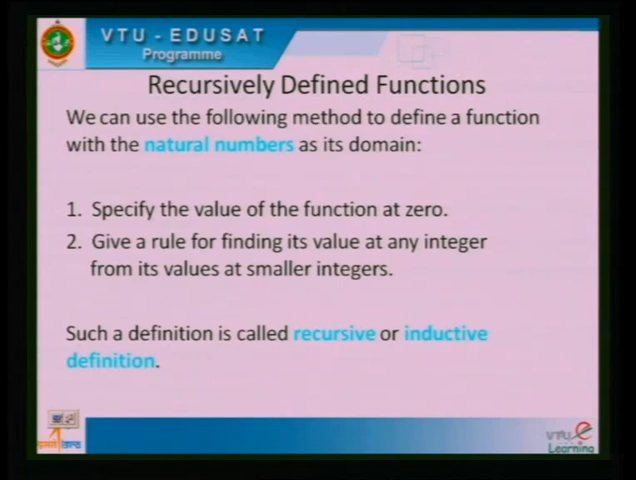 VTU - EDUSAT
Programme
Recursively Defined Functions
We can use the following method to define a function
with the natural numbers as its domain:
1. Specify the value of the function at zero.
2. Give a rule for finding its value at any integer
from its values at smaller integers.
Such a definition is called recursive or inductive
definition.
VTU e
Learning